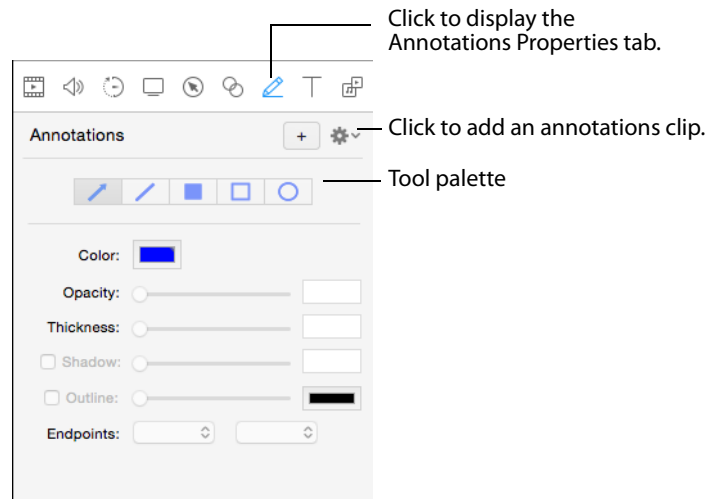 Click to display the
Annotations Properties tab.
Annotations
+
Click to add an annotations clip.
Tool palette
Color:
Opacity:
Thickness:
Shadow:
Outline:
Endpoints: